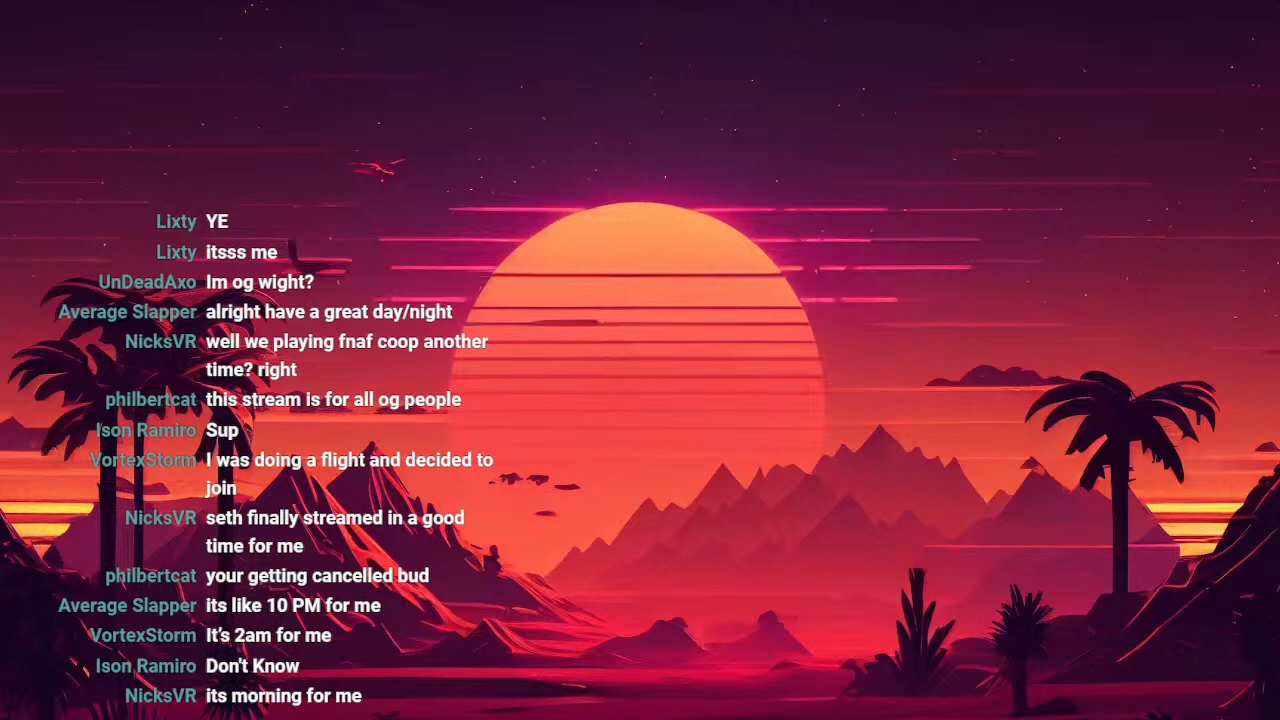 Lixty YE
Lixty itsss me
UnDeadAxo Im og wight?
Average Slapper alright have a great day/night
NicksVR well we playing fnaf coop another
time? right
philbertcat this stream is for all og people
Ison Ramiro Sup
VortexStorm I was doing a flight and decided to
join
NicksVR seth finally streamed in a good
time for me
philbertcat your getting cancelled bud
Average Slapper its like 10 PM for me
VortexStorm It's 2am for me
Ison Ramiro Don't Know
NicksVR its morning for me